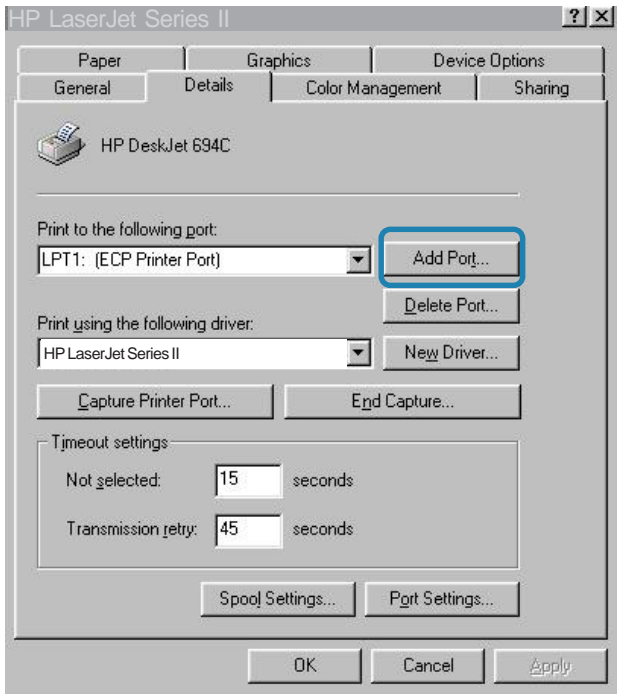 HP LaserJet Series II ? X
Paper Graphics Device Options
General Details Color Management Sharing
HP DeskJet 694C
Print to the following port:
LPT1: (ECP Printer Port) Add Port...
Delete Port...
Print using the following driver:
HP LaserJet Series II New Driver...
Capture Printer Port... End Capture...
Timeout settings
Not selected: 15 seconds
Transmission retry: 45 seconds
Spool Settings... Port Settings...
OK Cancel Apply